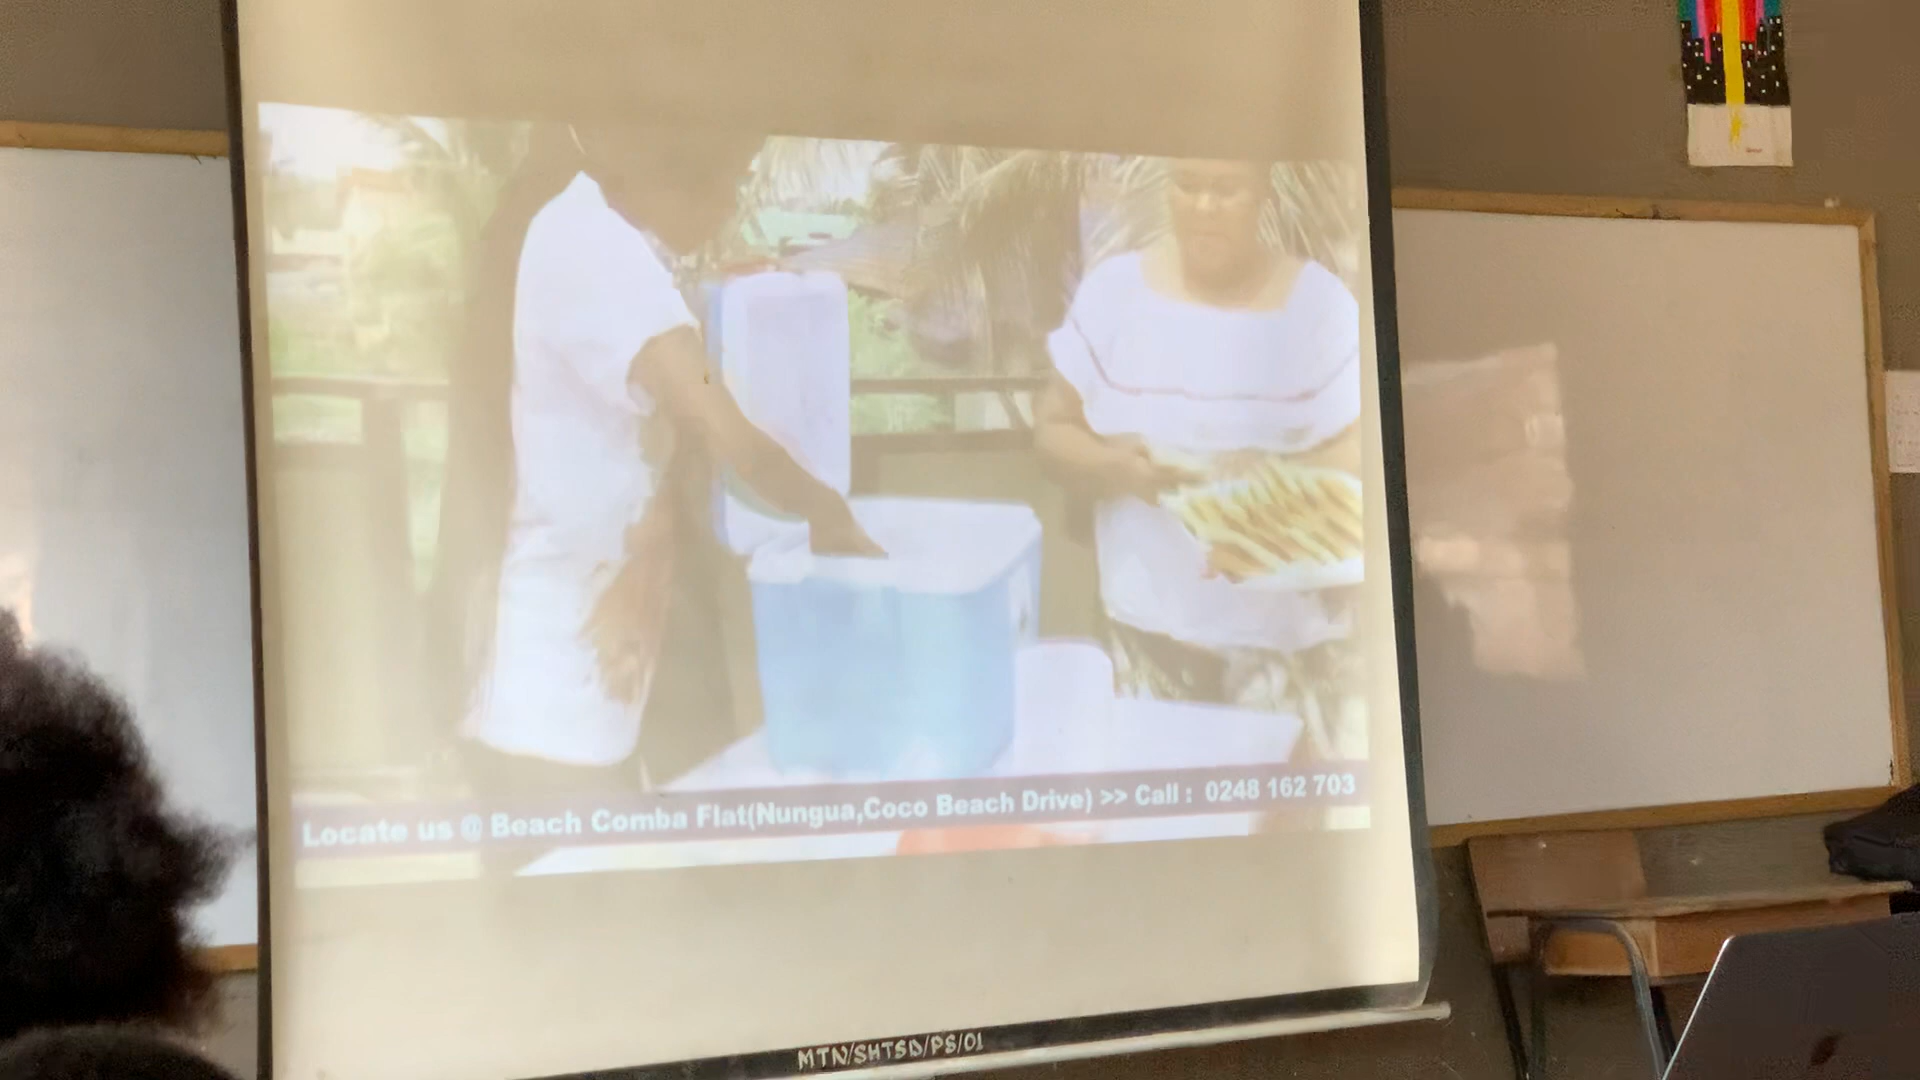 Locate us @ Beach Comba Flat(Nungua,Coco Beach Drive) >> Call : 0248 162 703
MTN/SHTSD/PS/01